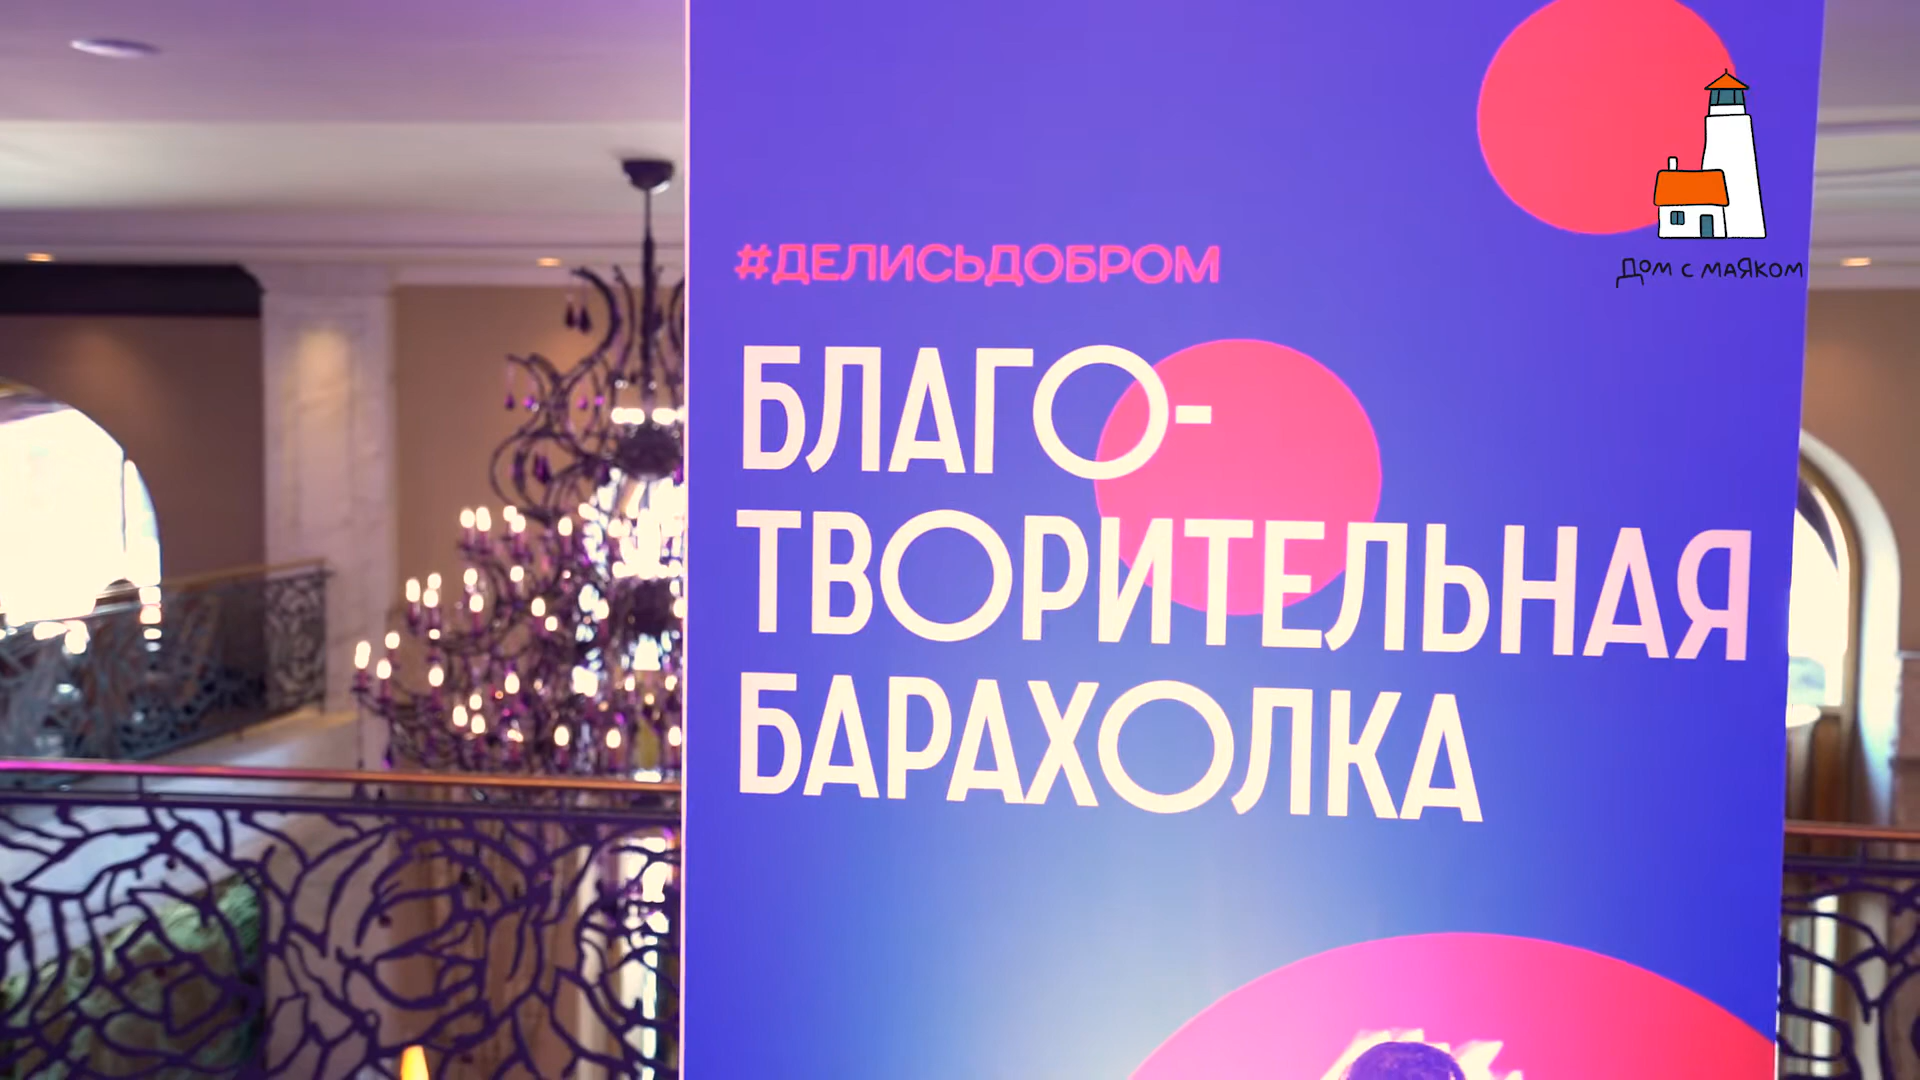 #ДЕЛИСЬДОБРОМ
БЛАГО-
ТВОРИТЕЛЬНАЯ
БАРАХОЛКА
Дом с маЯком